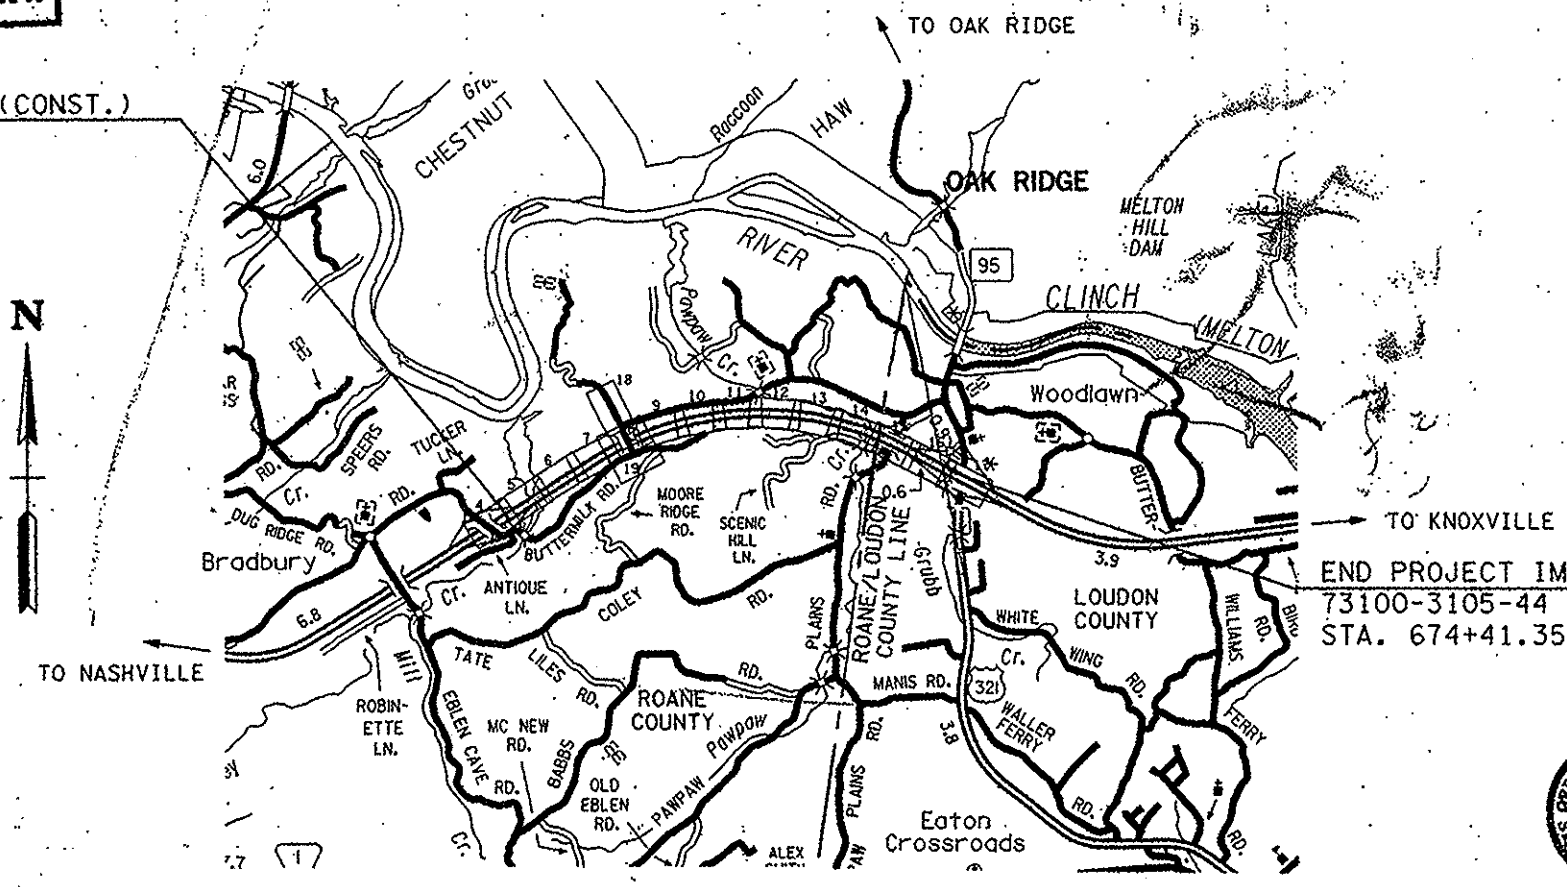 TO OAK RIDGE
(CONST.)
CHESTNUT
Raccoon
HAW
OAK RIDGE
MELTON
HILL
DAM
6.0
RIVER
95
N
CLINCH
(MELTON
Pawpaw
Cr.
Woodlawn
18
9
10
11
12
13
14
7
6
5
4
19
SPEERS
RD.
TUCKER
LN.
RD.
Cr.
RD.
DUG RIDGE RD.
Bradbury
BUTTERMILK RD.
MOORE
RIDGE
RD.
SCENIC
HILL
LN.
Cr.
RD.
0.6
BUTTER-
TO KNOXVILLE
3.9
ANTIQUE
LN.
Cr.
COLEY
RD.
PLAINS
ROANE/LOUDON
COUNTY LINE
Grubb
Cr.
LOUDON
COUNTY
END PROJECT IM
73100-3105-44
STA. 674+41.35
6.8
TO NASHVILLE
Mill
TATE
LILES
RD.
ROANE
COUNTY
RD.
MANIS RD.
321
WHITE
WING
RD.
WILLIAMS
RD.
FERRY
RD.
ROBIN-
ETTE
LN.
EBLEN CAVE
RD.
MC NEW
RD.
BABBS
OLD
EBLEN
RD.
PAWPAW
Pawpaw
PLAINS
RD.
3.8
WALLER
FERRY
RD.
Eaton
Crossroads
Cr.
1
ALEX